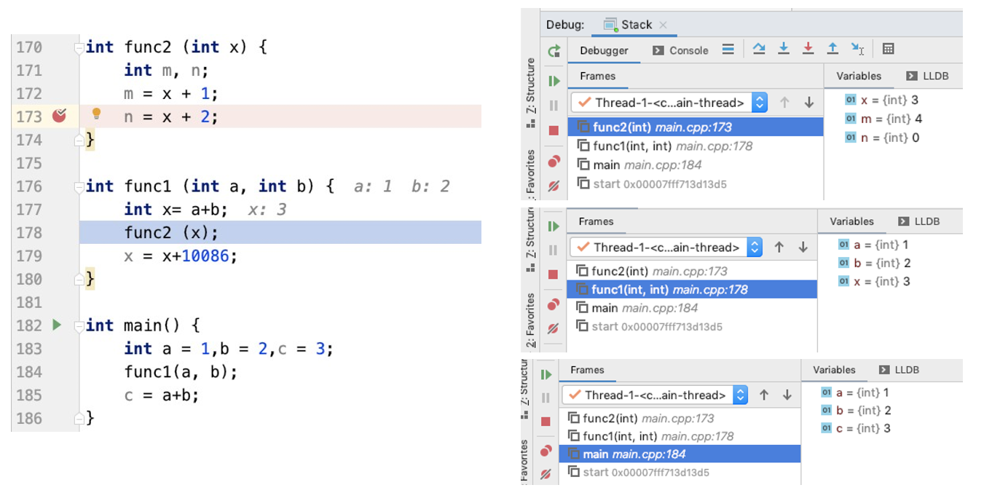 170 int func2 (int x) {
171 int m, n;
172 m = x + 1;
173 n = x + 2;
174 }
175
176 int func1 (int a, int b) { a: 1 b: 2
177 int x= a+b; x: 3
178 func2 (x);
179 x = x+10086;
180 }
181
182 int main() {
183 int a = 1,b = 2,c = 3;
184 func1(a, b);
185 c = a+b;
186 }
Debug: Stack
Debugger Console
Frames
Variables LLDB
Thread-1-<c...ain-thread>
func2(int) main.cpp:173
func1(int, int) main.cpp:178
main main.cpp:184
start 0x00007fff713d13d5
x = {int} 3
m = {int} 4
n = {int} 0
Z: Structure
: Favorites
Frames
Variables LLDB
Thread-1-<c...ain-thread>
func2(int) main.cpp:173
func1(int, int) main.cpp:178
main main.cpp:184
start 0x00007fff713d13d5
a = {int} 1
b = {int} 2
x = {int} 3
Z: Structur
2: Favorites
Frames
Variables LLDB
Thread-1-<c...ain-thread>
func2(int) main.cpp:173
func1(int, int) main.cpp:178
main main.cpp:184
start 0x00007fff713d13d5
a = {int} 1
b = {int} 2
c = {int} 3
Z: Structur
Favorites